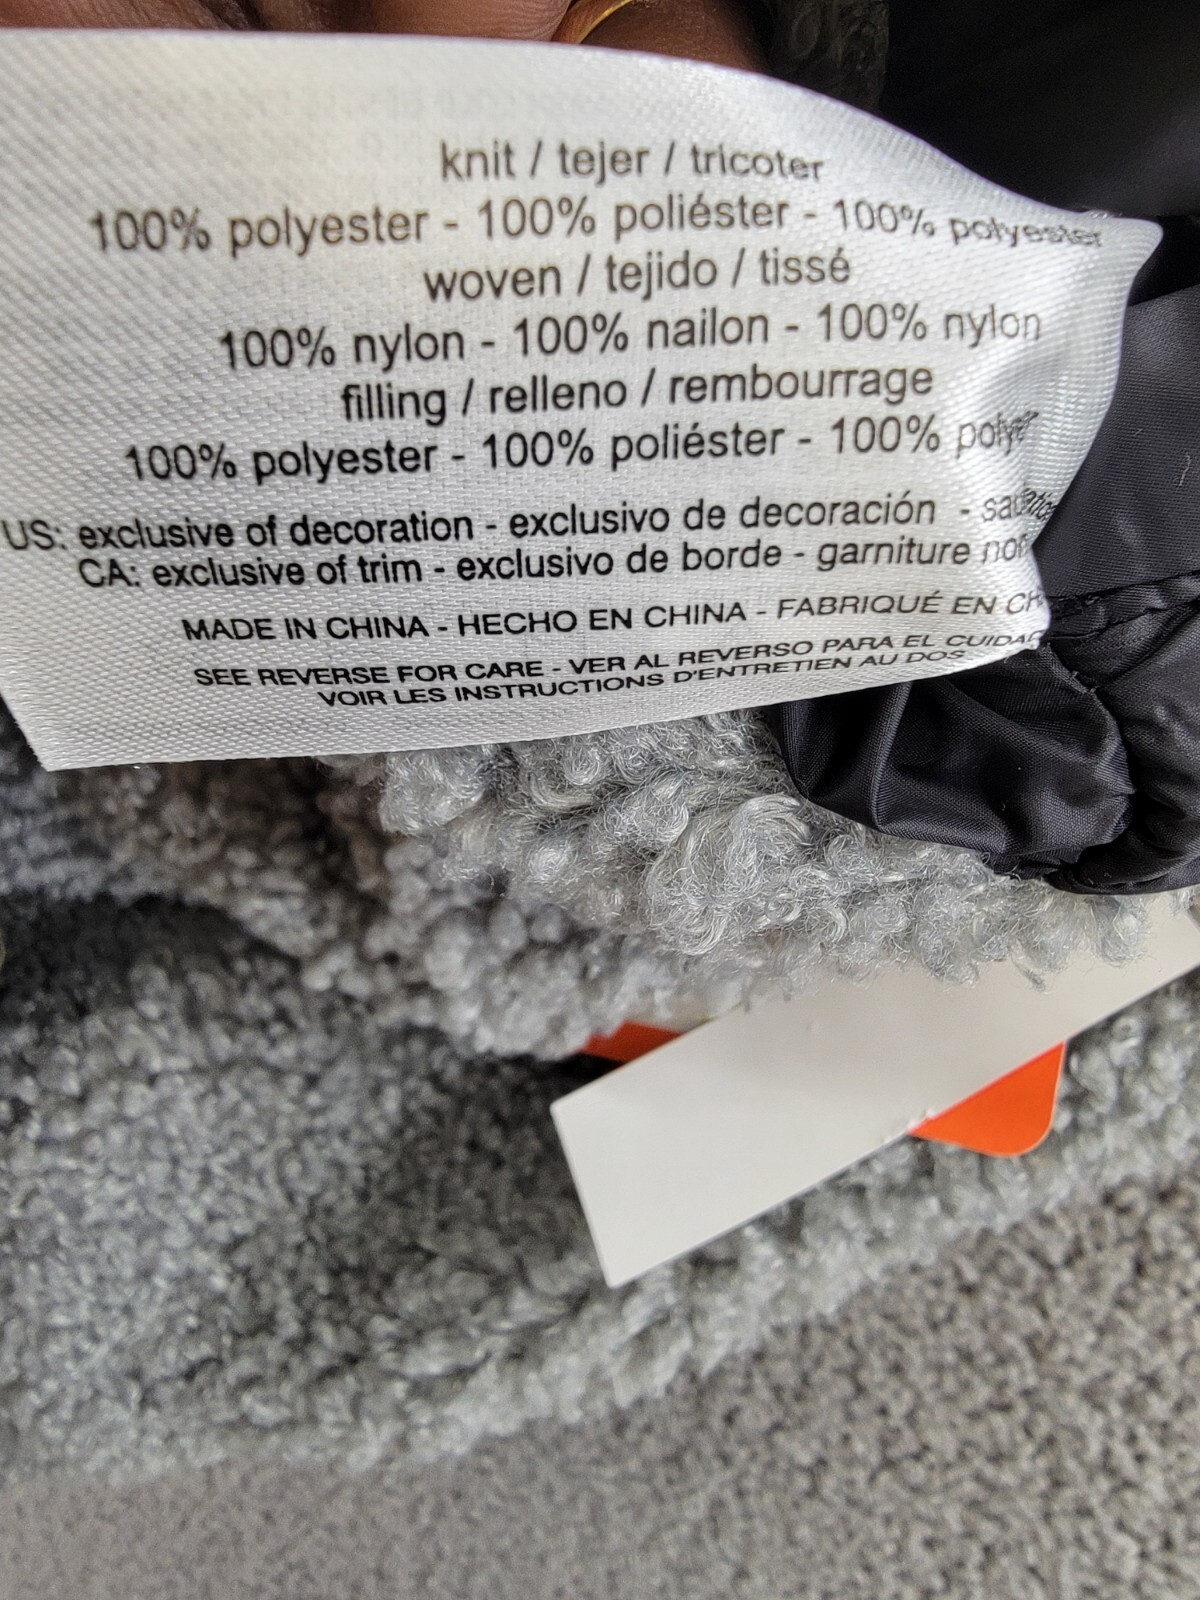 knit / tejer / tricoter
100% polyester - 100% poliéster - 100% polyester
woven / tejido / tissé
100% nylon - 100% nailon - 100% nylon
filling / relleno / rembourrage
100% polyester - 100% poliéster - 100%
US: exclusive of decoration - exclusivo de decoración -
CA: exclusive of trim - exclusivo de borde - garniture
MADE IN CHINA - HECHO EN CHINA - FABRIQUÉ EN
SEE REVERSE FOR CARE - VER AL REVERSO PARA EL
VOIR LES INSTRUCTIONS D'ENTRETIEN AU DOS